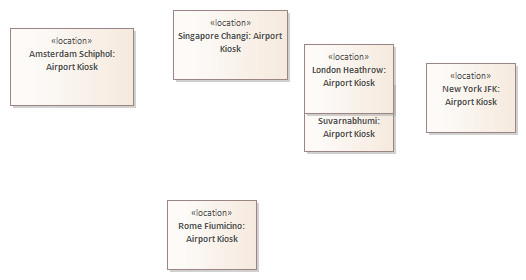 «location»
Amsterdam Schiphol:
Airport Kiosk
«location»
Singapore Changi: Airport
Kiosk
«location»
London Heathrow:
Airport Kiosk
Suvarnabhumi:
Airport Kiosk
«location»
New York JFK:
Airport Kiosk
«location»
Rome Fiumicino:
Airport Kiosk